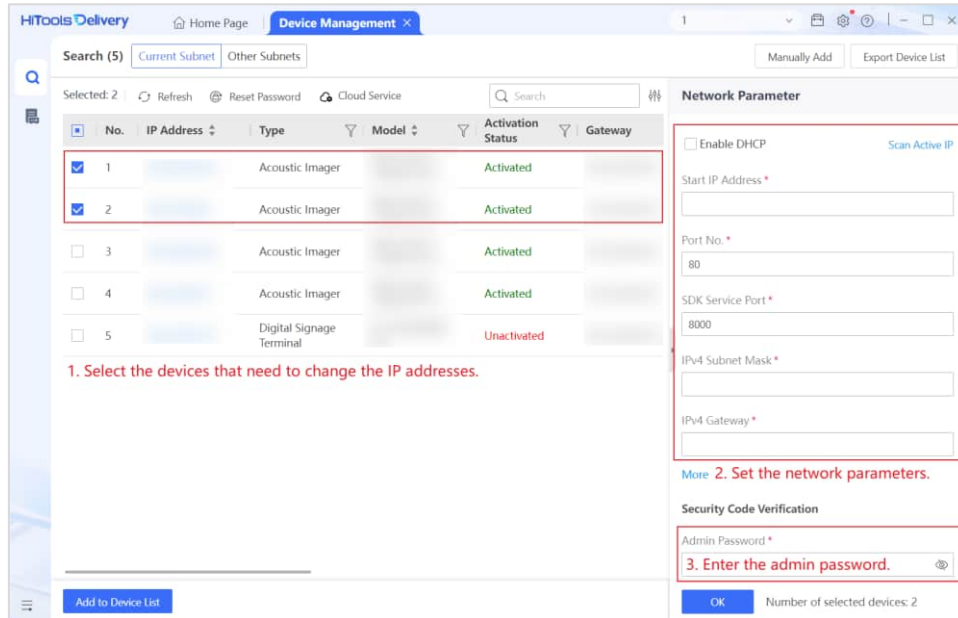 HiTools Delivery
Home Page
Device Management ×
1
Search (5)
Current Subnet
Other Subnets
Manually Add
Export Device List
Selected: 2
Refresh
Reset Password
Cloud Service
Search
No.
IP Address
Type
Model
Activation
Status
Gateway
1 Acoustic Imager Activated
2 Acoustic Imager Activated
3 Acoustic Imager Activated
4 Acoustic Imager Activated
5 Digital Signage
Terminal Unactivated
1. Select the devices that need to change the IP addresses.
Add to Device List
Network Parameter
Enable DHCP
Scan Active IP
Start IP Address *
Port No. *
80
SDK Service Port *
8000
IPv4 Subnet Mask *
IPv4 Gateway *
More 2. Set the network parameters.
Security Code Verification
Admin Password *
3. Enter the admin password.
OK
Number of selected devices: 2